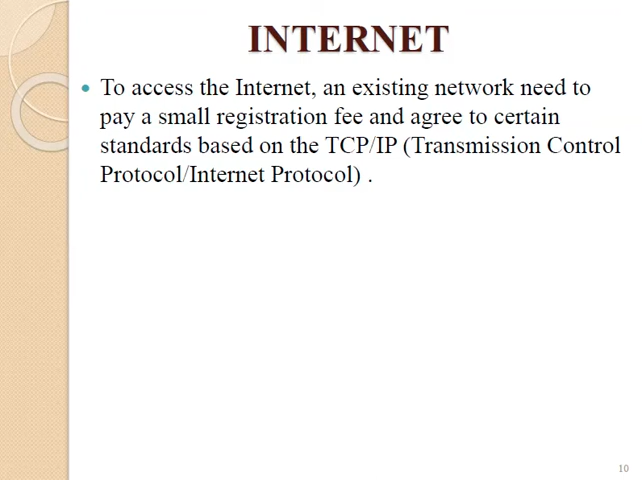 INTERNET
• To access the Internet, an existing network need to
pay a small registration fee and agree to certain
standards based on the TCP/IP (Transmission Control
Protocol/Internet Protocol) .
10